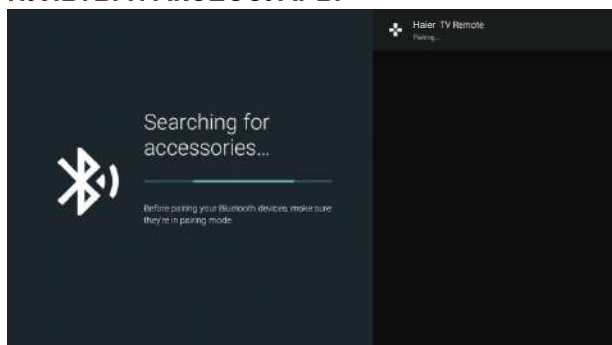 Searching for
accessories...
Before pairing your Bluetooth devices, make sure
they're in pairing mode.
Haier TV Remote
Pairing...